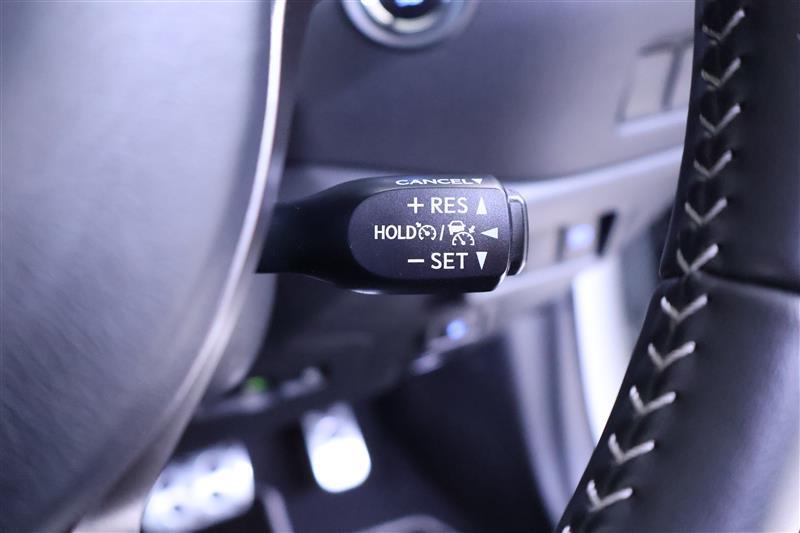 CANCEL▼
+ RES ▲
HOLD / ◀
− SET ▼